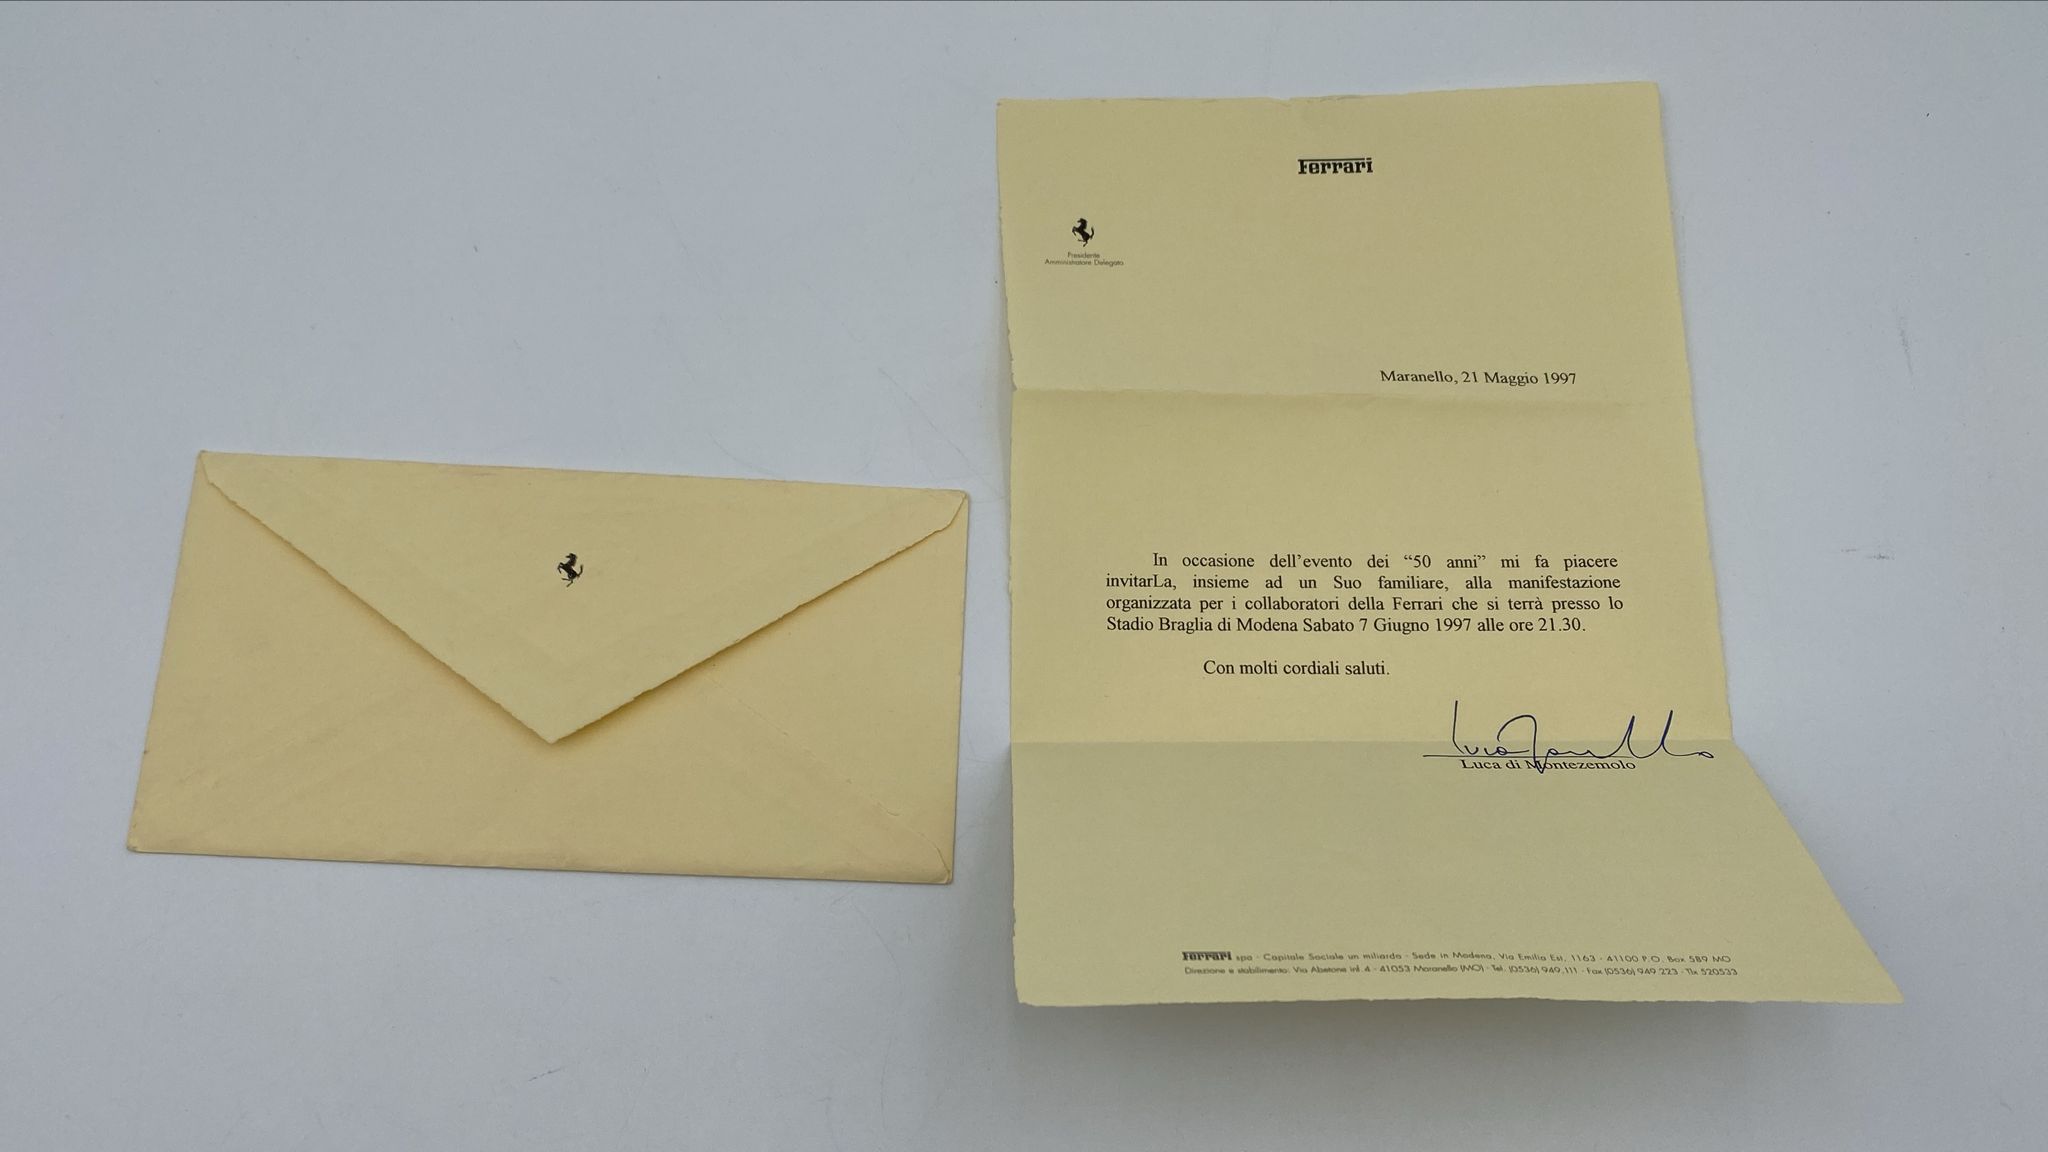 Ferrari
Presidente
Amministratore Delegato
Maranello, 21 Maggio 1997
In occasione dell'evento dei “50 anni” mi fa piacere
invitarLa, insieme ad un Suo familiare, alla manifestazione
organizzata per i collaboratori della Ferrari che si terrà presso lo
Stadio Braglia di Modena Sabato 7 Giugno 1997 alle ore 21.30.
Con molti cordiali saluti.
Luca di Montezemolo
Ferrari spa - Capitale Sociale un miliardo - Sede in Modena, Via Emilia Est, 1163 - 41100 P.O. Box 589 MO
Direzione e stabilimento: Via Abetone inf. 4 - 41053 Maranello (MO) - Tel. (0536) 949.111 - Fax (0536) 949 223 - Tlx 520533